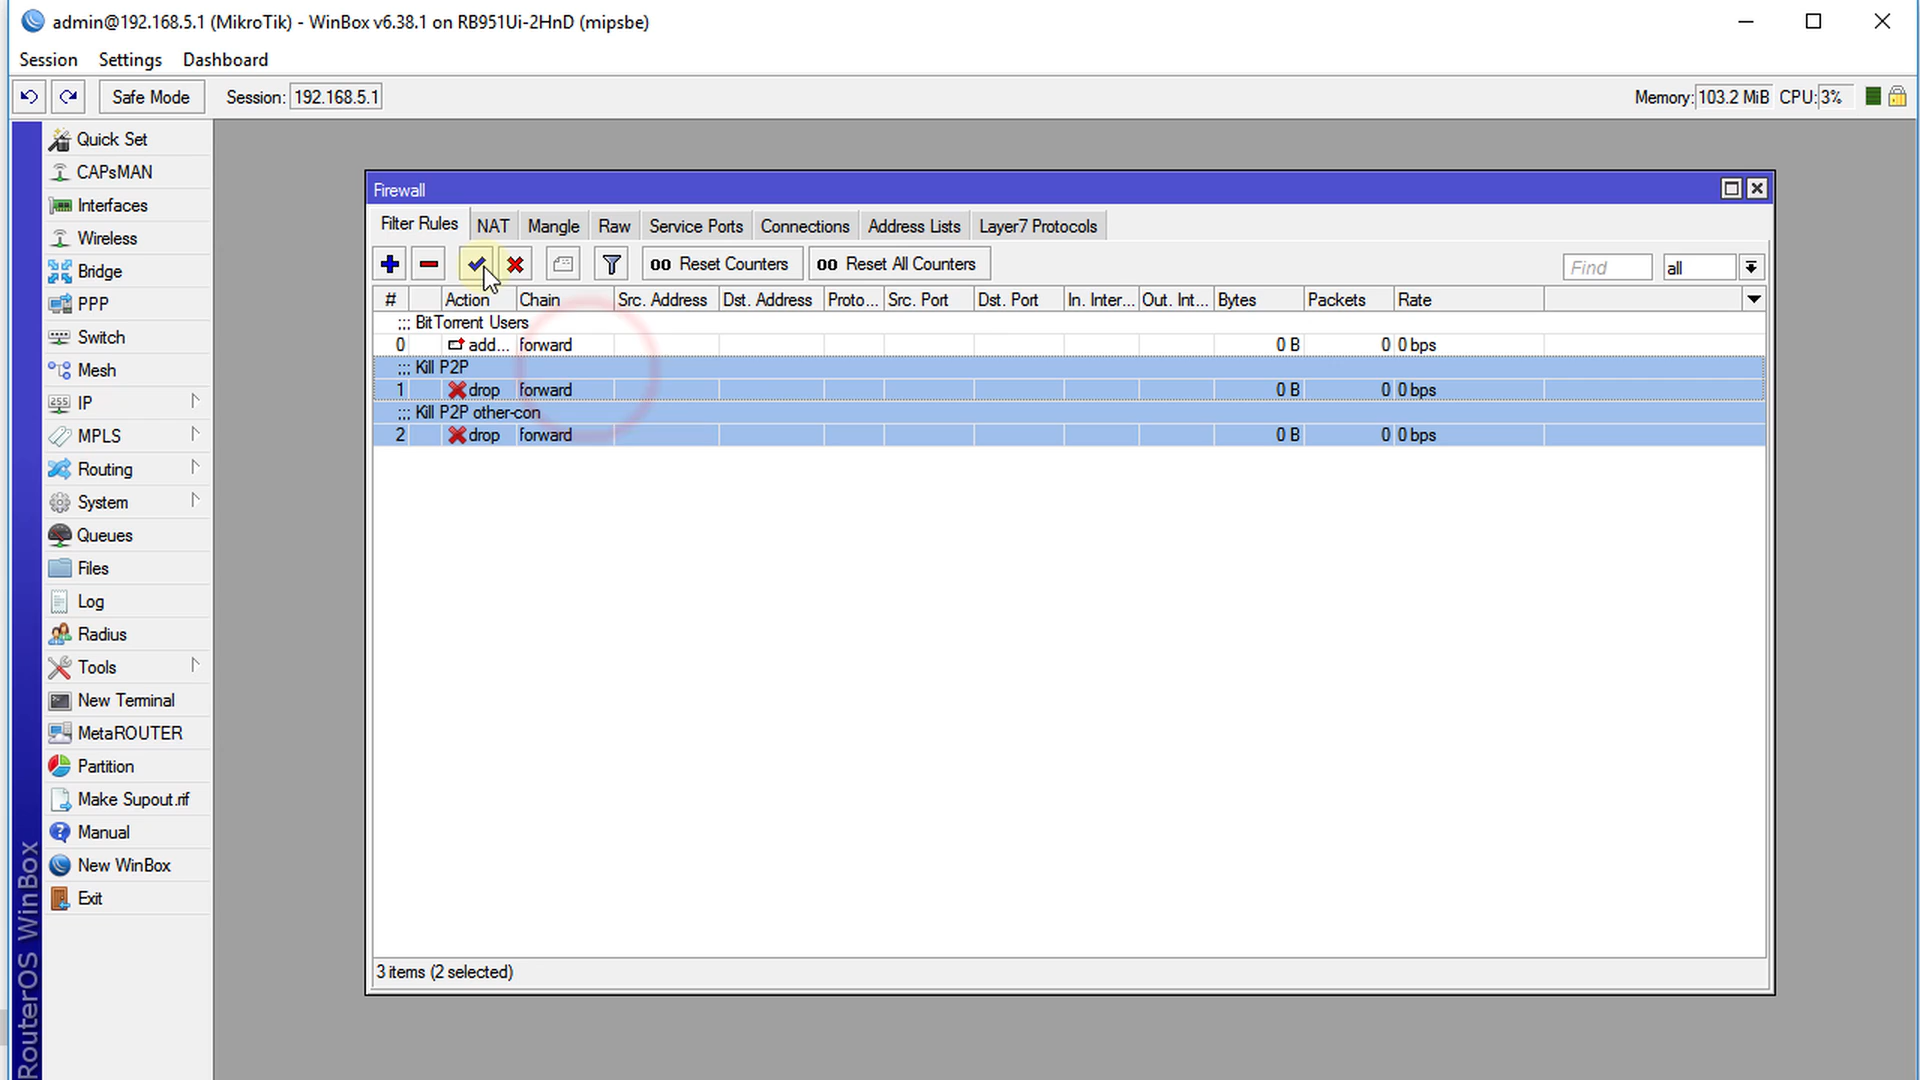 admin@192.168.5.1 (MikroTik) - WinBox v6.38.1 on RB951Ui-2HnD (mipsbe)
Session Settings Dashboard
Safe Mode Session: 192.168.5.1 Memory: 103.2 MiB CPU: 3%
Quick Set
CAPsMAN
Interfaces
Wireless
Bridge
PPP
Switch
Mesh
255 IP
MPLS
Routing
System
Queues
Files
Log
Radius
Tools
New Terminal
MetaROUTER
Partition
Make Supout.rif
Manual
New WinBox
Exit
RouterOS WinBox
Firewall
Filter Rules NAT Mangle Raw Service Ports Connections Address Lists Layer7 Protocols
00 Reset Counters 00 Reset All Counters Find all
# Action Chain Src. Address Dst. Address Proto... Src. Port Dst. Port In. Inter... Out. Int... Bytes Packets Rate
;;; BitTorrent Users
0 add... forward 0 B 0 0 bps
;;; Kill P2P
1 drop forward 0 B 0 0 bps
;;; Kill P2P other-con
2 drop forward 0 B 0 0 bps
3 items (2 selected)